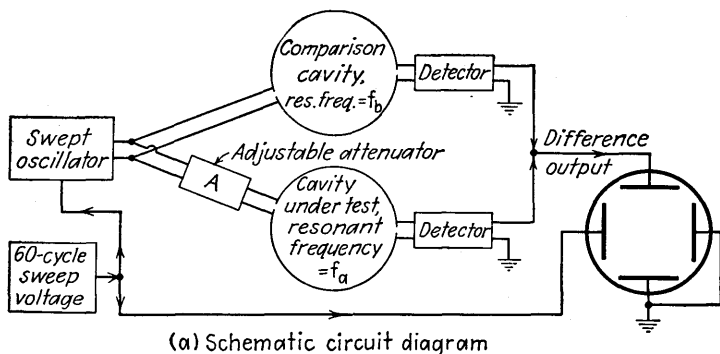 Comparison
cavity,
res.freq.=f_b
Detector
Swept
oscillator
Adjustable attenuator
A
Cavity
under test,
resonant
frequency
=f_a
Detector
Difference
output
60-cycle
sweep
voltage
(a) Schematic circuit diagram